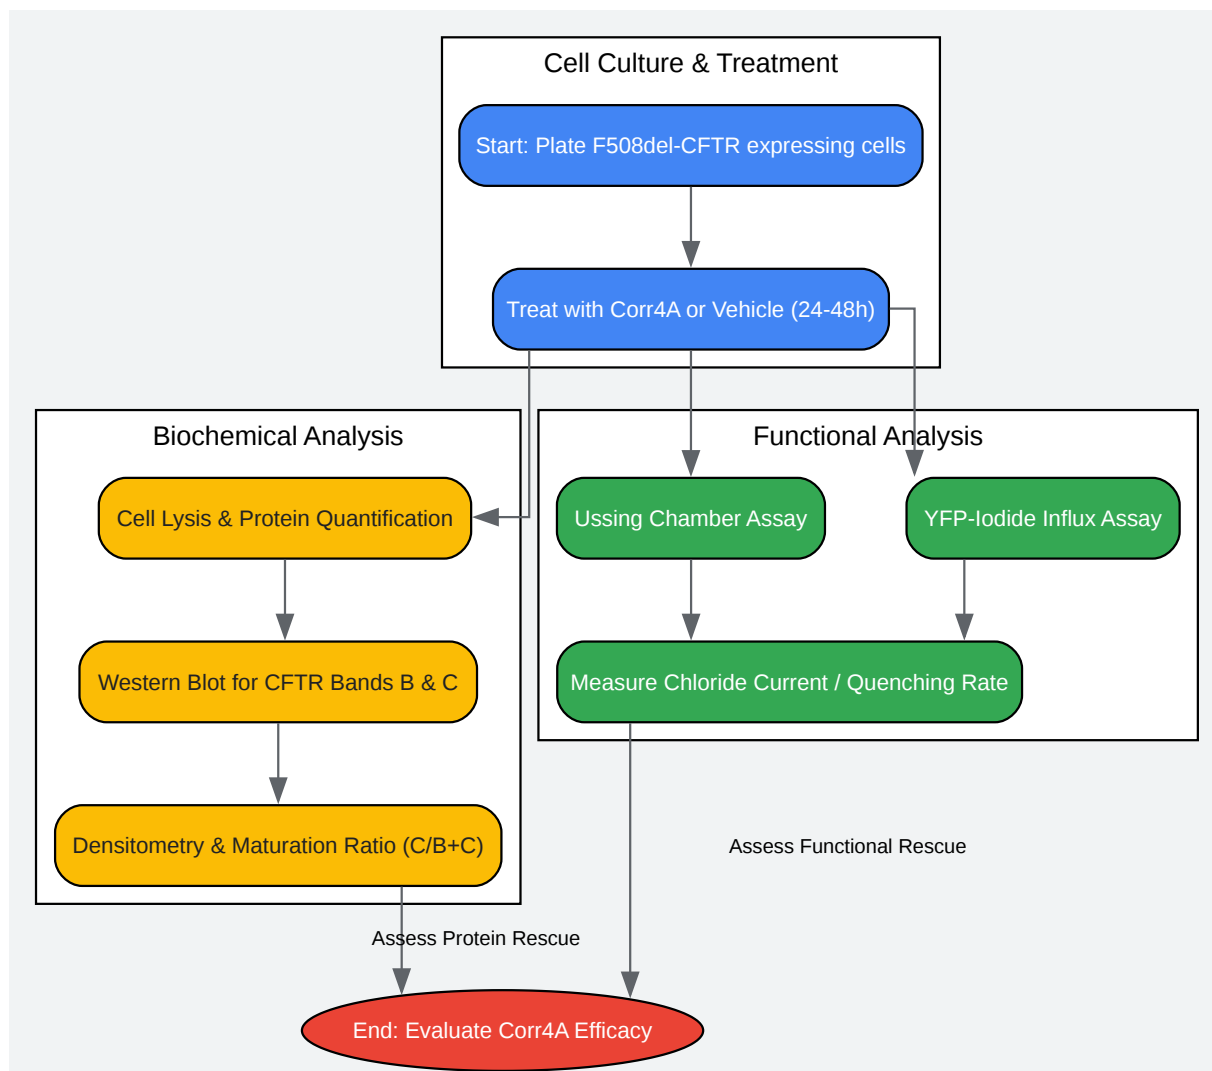 Cell Culture & Treatment
Start: Plate F508del-CFTR expressing cells
Treat with Corr4A or Vehicle (24-48h)
Biochemical Analysis
Cell Lysis & Protein Quantification
Western Blot for CFTR Bands B & C
Densitometry & Maturation Ratio (C/B+C)
Functional Analysis
Ussing Chamber Assay
YFP-Iodide Influx Assay
Measure Chloride Current / Quenching Rate
Assess Functional Rescue
Assess Protein Rescue
End: Evaluate Corr4A Efficacy